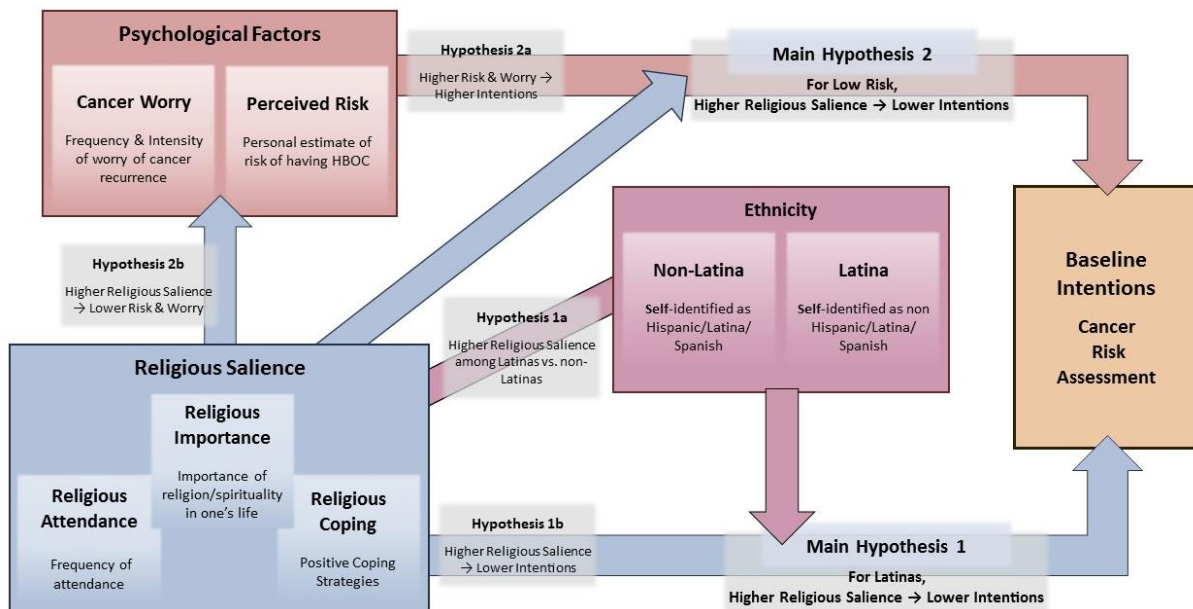 Psychological Factors
Cancer Worry
Frequency & Intensity
of worry of cancer
recurrence
Perceived Risk
Personal estimate of
risk of having HBOC
Hypothesis 2a
Higher Risk & Worry →
Higher Intentions
Main Hypothesis 2
For Low Risk,
Higher Religious Salience → Lower Intentions
Hypothesis 2b
Higher Religious Salience
→ Lower Risk & Worry
Ethnicity
Non-Latina
Self-identified as
Hispanic/Latina/
Spanish
Latina
Self-identified as non
Hispanic/Latina/
Spanish
Baseline
Intentions
Cancer
Risk
Assessment
Hypothesis 1a
Higher Religious Salience
among Latinas vs. non-
Latinas
Religious Salience
Religious
Importance
Importance of
religion/spirituality
in one's life
Religious
Attendance
Frequency of
attendance
Religious
Coping
Positive Coping
Strategies
Hypothesis 1b
Higher Religious Salience
→ Lower Intentions
Main Hypothesis 1
For Latinas,
Higher Religious Salience → Lower Intentions